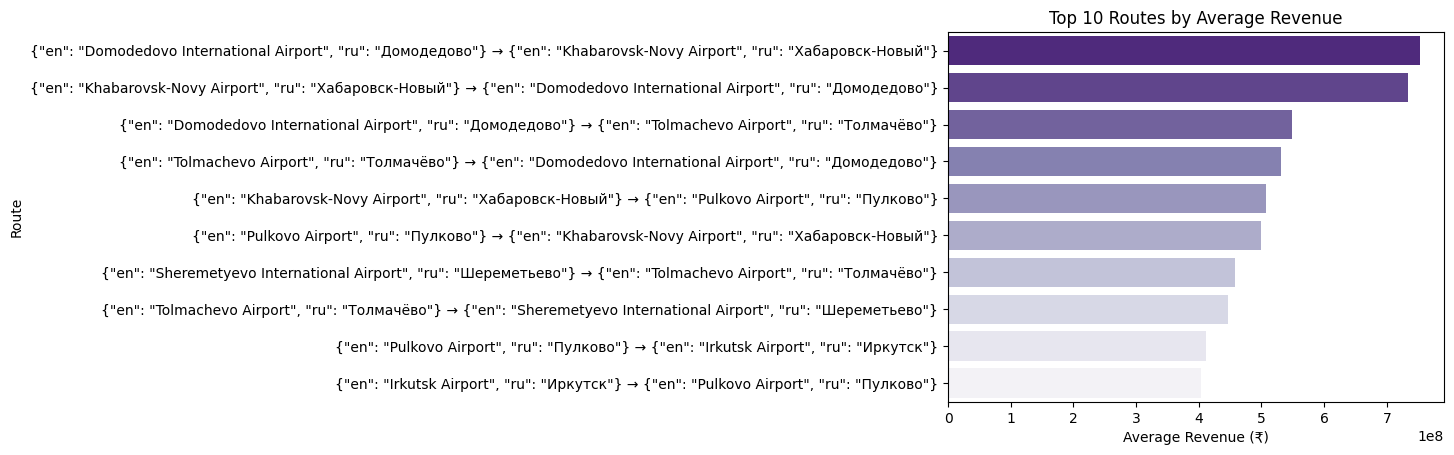 Top 10 Routes by Average Revenue
{"en": "Domodedovo International Airport", "ru": "Домодедово"} → {"en": "Khabarovsk-Novy Airport", "ru": "Хабаровск-Новый"}
{"en": "Khabarovsk-Novy Airport", "ru": "Хабаровск-Новый"} → {"en": "Domodedovo International Airport", "ru": "Домодедово"}
{"en": "Domodedovo International Airport", "ru": "Домодедово"} → {"en": "Tolmachevo Airport", "ru": "Толмачёво"}
{"en": "Tolmachevo Airport", "ru": "Толмачёво"} → {"en": "Domodedovo International Airport", "ru": "Домодедово"}
{"en": "Khabarovsk-Novy Airport", "ru": "Хабаровск-Новый"} → {"en": "Pulkovo Airport", "ru": "Пулково"}
{"en": "Pulkovo Airport", "ru": "Пулково"} → {"en": "Khabarovsk-Novy Airport", "ru": "Хабаровск-Новый"}
{"en": "Sheremetyevo International Airport", "ru": "Шереметьево"} → {"en": "Tolmachevo Airport", "ru": "Толмачёво"}
{"en": "Tolmachevo Airport", "ru": "Толмачёво"} → {"en": "Sheremetyevo International Airport", "ru": "Шереметьево"}
{"en": "Pulkovo Airport", "ru": "Пулково"} → {"en": "Irkutsk Airport", "ru": "Иркутск"}
{"en": "Irkutsk Airport", "ru": "Иркутск"} → {"en": "Pulkovo Airport", "ru": "Пулково"}
Route
0 1 2 3 4 5 6 7
1e8
Average Revenue (₹)